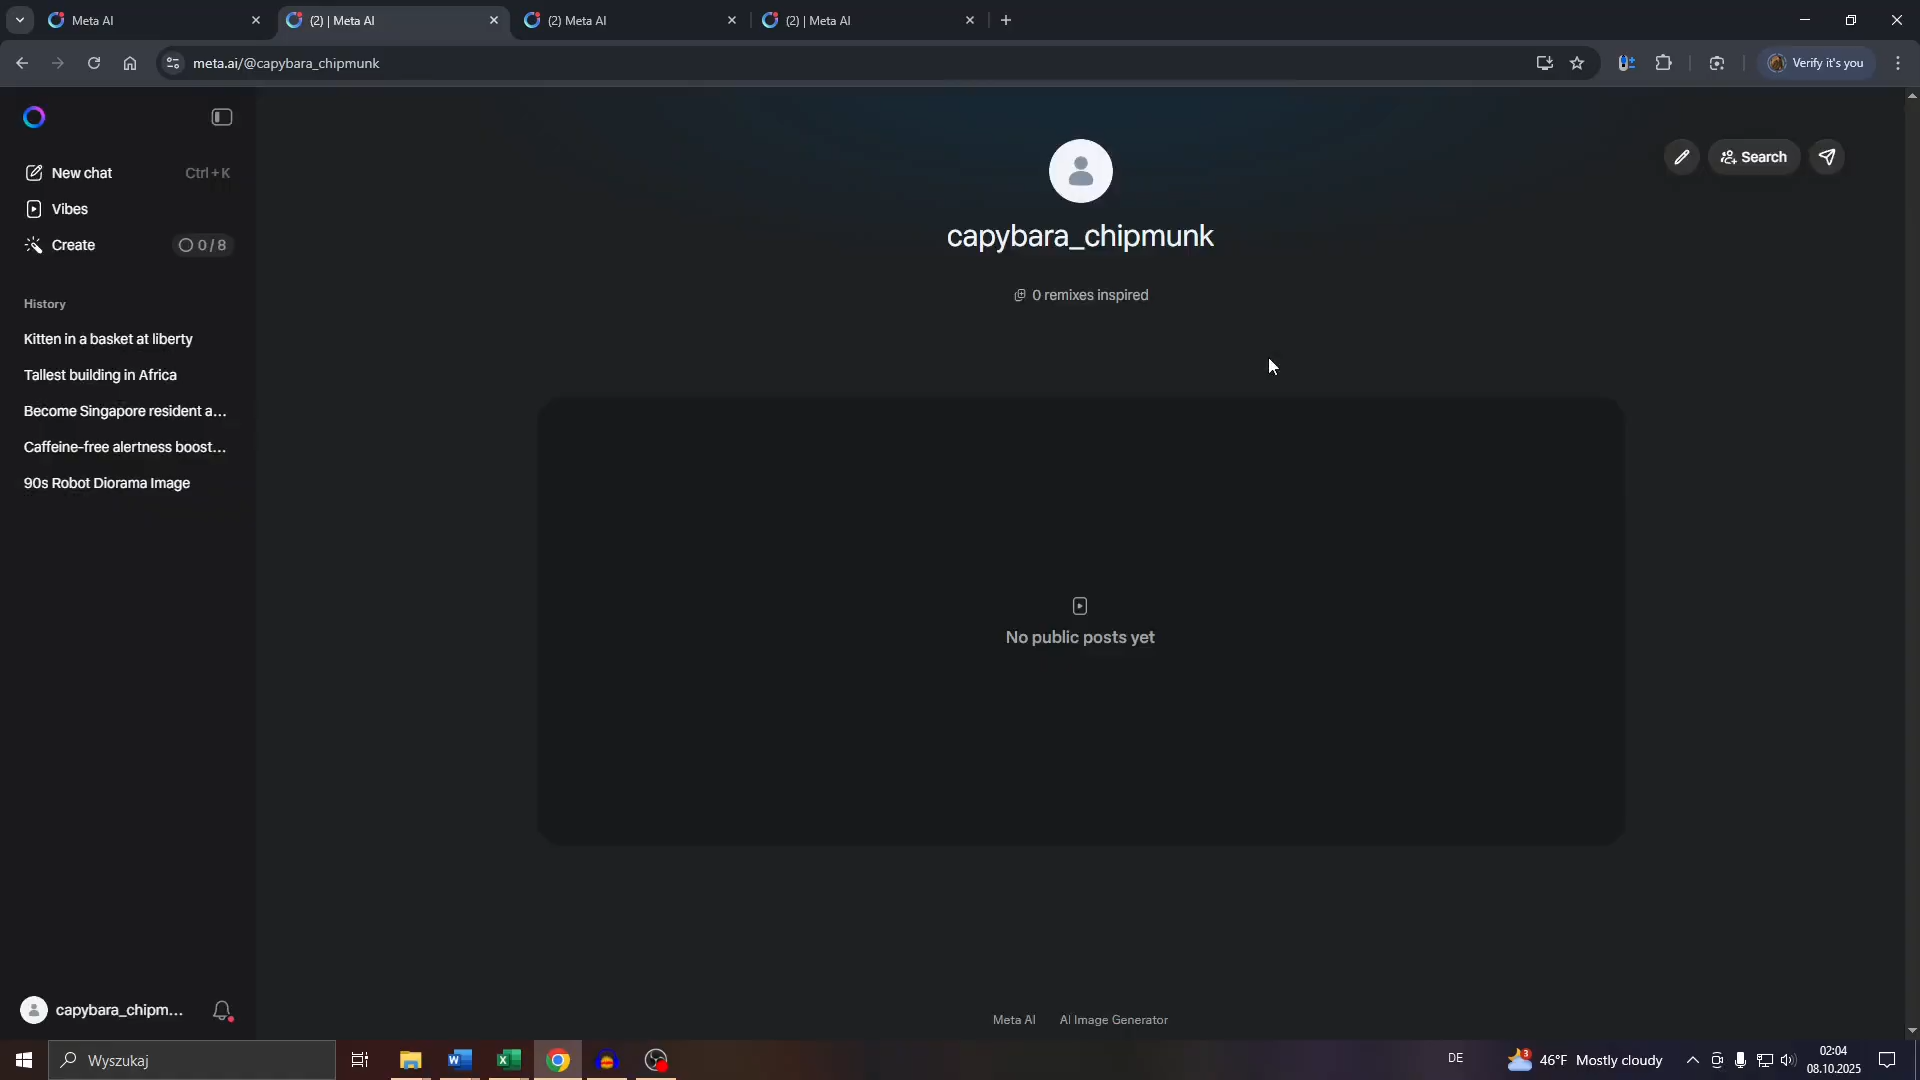 Meta AI
(2) | Meta AI
(2) Meta AI
(2) | Meta AI
meta.ai/@capybara_chipmunk
Verify it's you
New chat
Ctrl+K
Vibes
Create
0 / 8
History
Kitten in a basket at liberty
Tallest building in Africa
Become Singapore resident a...
Caffeine-free alertness boost...
90s Robot Diorama Image
capybara_chipm...
Search
capybara_chipmunk
0 remixes inspired
No public posts yet
Meta AI
AI Image Generator
Wyszukaj
DE
3
46°F Mostly cloudy
02:04
08.10.2025